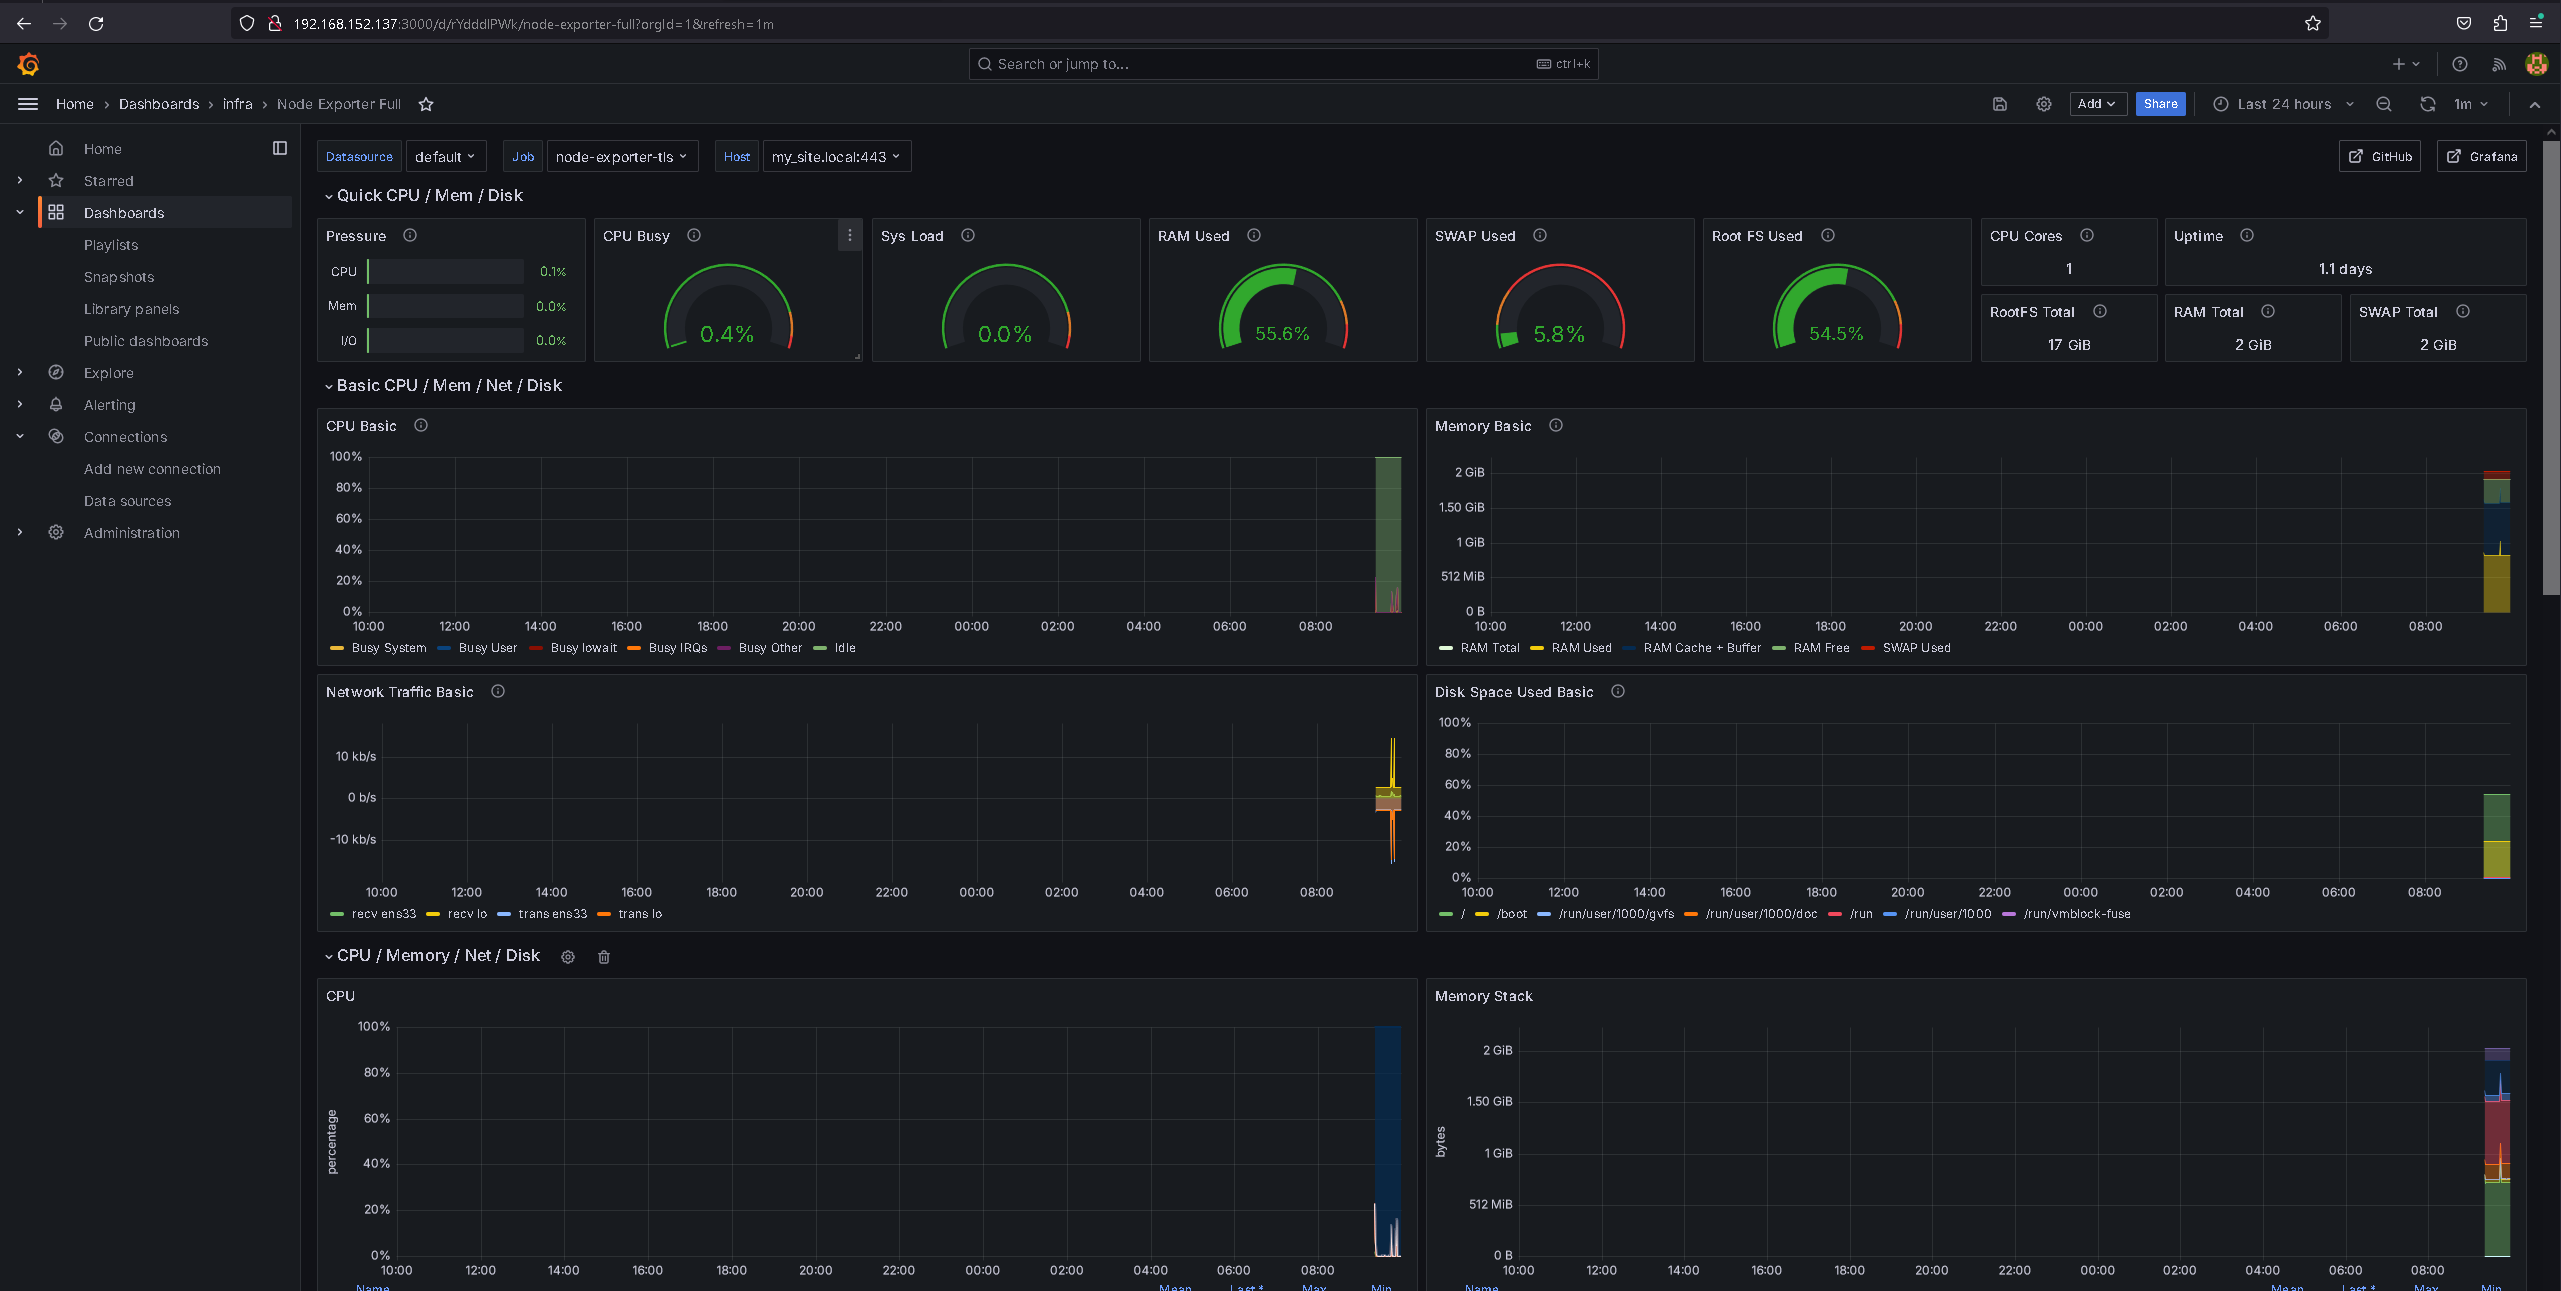 192.168.152.137:3000/d/rYdddlPWk/node-exporter-full?orgId=1&refresh=1m
Search or jump to... ctrl+k
Home › Dashboards › infra › Node Exporter Full
Add Share Last 24 hours 1m
Home
Starred
Dashboards
Playlists
Snapshots
Library panels
Public dashboards
Explore
Alerting
Connections
Add new connection
Data sources
Administration
Datasource default Job node-exporter-tls Host my_site.local:443 GitHub Grafana
Quick CPU / Mem / Disk
Pressure
CPU 0.1%
Mem 0.0%
I/O 0.0%
CPU Busy
0.4%
Sys Load
0.0%
RAM Used
55.6%
SWAP Used
5.8%
Root FS Used
54.5%
CPU Cores
1
Uptime
1.1 days
RootFS Total
17 GiB
RAM Total
2 GiB
SWAP Total
2 GiB
Basic CPU / Mem / Net / Disk
CPU Basic
100%
80%
60%
40%
20%
0%
10:00 12:00 14:00 16:00 18:00 20:00 22:00 00:00 02:00 04:00 06:00 08:00
Busy System Busy User Busy Iowait Busy IRQs Busy Other Idle
Memory Basic
2 GiB
1.50 GiB
1 GiB
512 MiB
0 B
10:00 12:00 14:00 16:00 18:00 20:00 22:00 00:00 02:00 04:00 06:00 08:00
RAM Total RAM Used RAM Cache + Buffer RAM Free SWAP Used
Network Traffic Basic
10 kb/s
0 b/s
-10 kb/s
10:00 12:00 14:00 16:00 18:00 20:00 22:00 00:00 02:00 04:00 06:00 08:00
recv ens33 recv lo trans ens33 trans lo
Disk Space Used Basic
100%
80%
60%
40%
20%
0%
10:00 12:00 14:00 16:00 18:00 20:00 22:00 00:00 02:00 04:00 06:00 08:00
/ /boot /run/user/1000/gvfs /run/user/1000/doc /run /run/user/1000 /run/vmblock-fuse
CPU / Memory / Net / Disk
CPU
percentage
100%
80%
60%
40%
20%
0%
10:00 12:00 14:00 16:00 18:00 20:00 22:00 00:00 02:00 04:00 06:00 08:00
Name Mean Last * Max Min
Memory Stack
bytes
2 GiB
1.50 GiB
1 GiB
512 MiB
0 B
10:00 12:00 14:00 16:00 18:00 20:00 22:00 00:00 02:00 04:00 06:00 08:00
Name Mean Last * Max Min